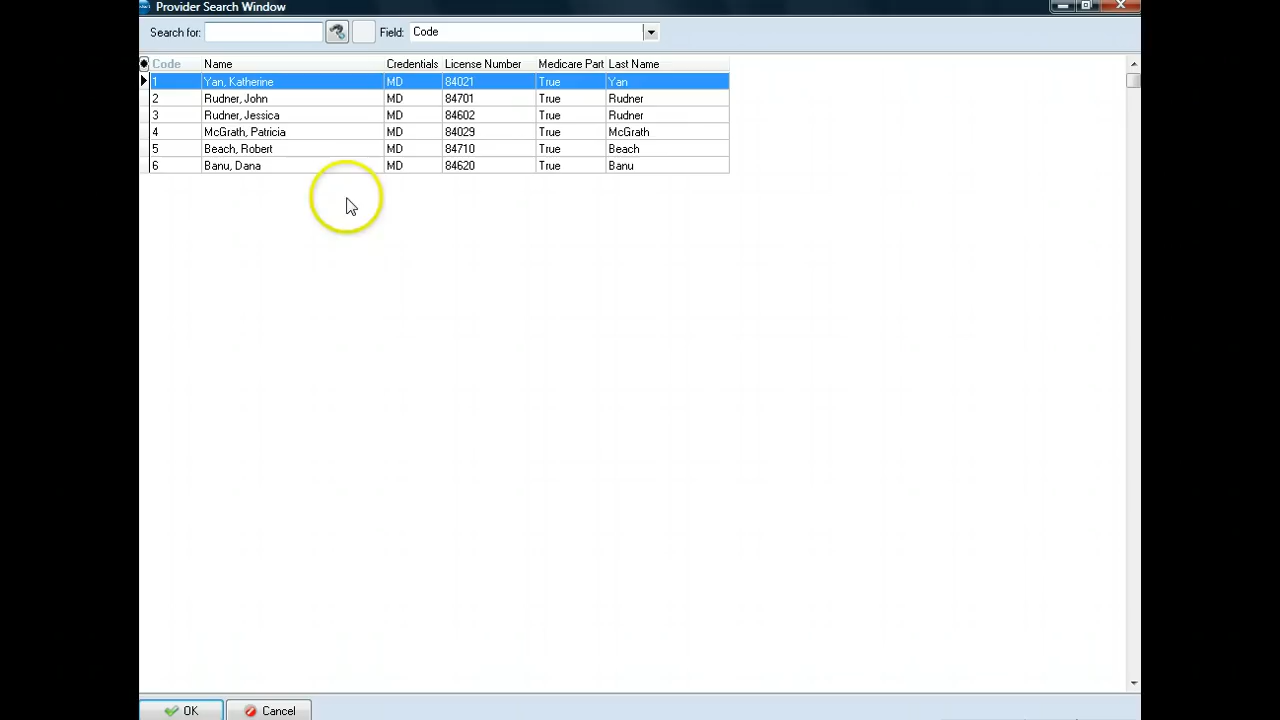 Provider Search Window
Search for: Field: Code
Code Name Credentials License Number Medicare Part Last Name
1 Yan, Katherine MD 84021 True Yan
2 Rudner, John MD 84701 True Rudner
3 Rudner, Jessica MD 84602 True Rudner
4 McGrath, Patricia MD 84029 True McGrath
5 Beach, Robert MD 84710 True Beach
6 Banu, Dana MD 84620 True Banu
OK Cancel